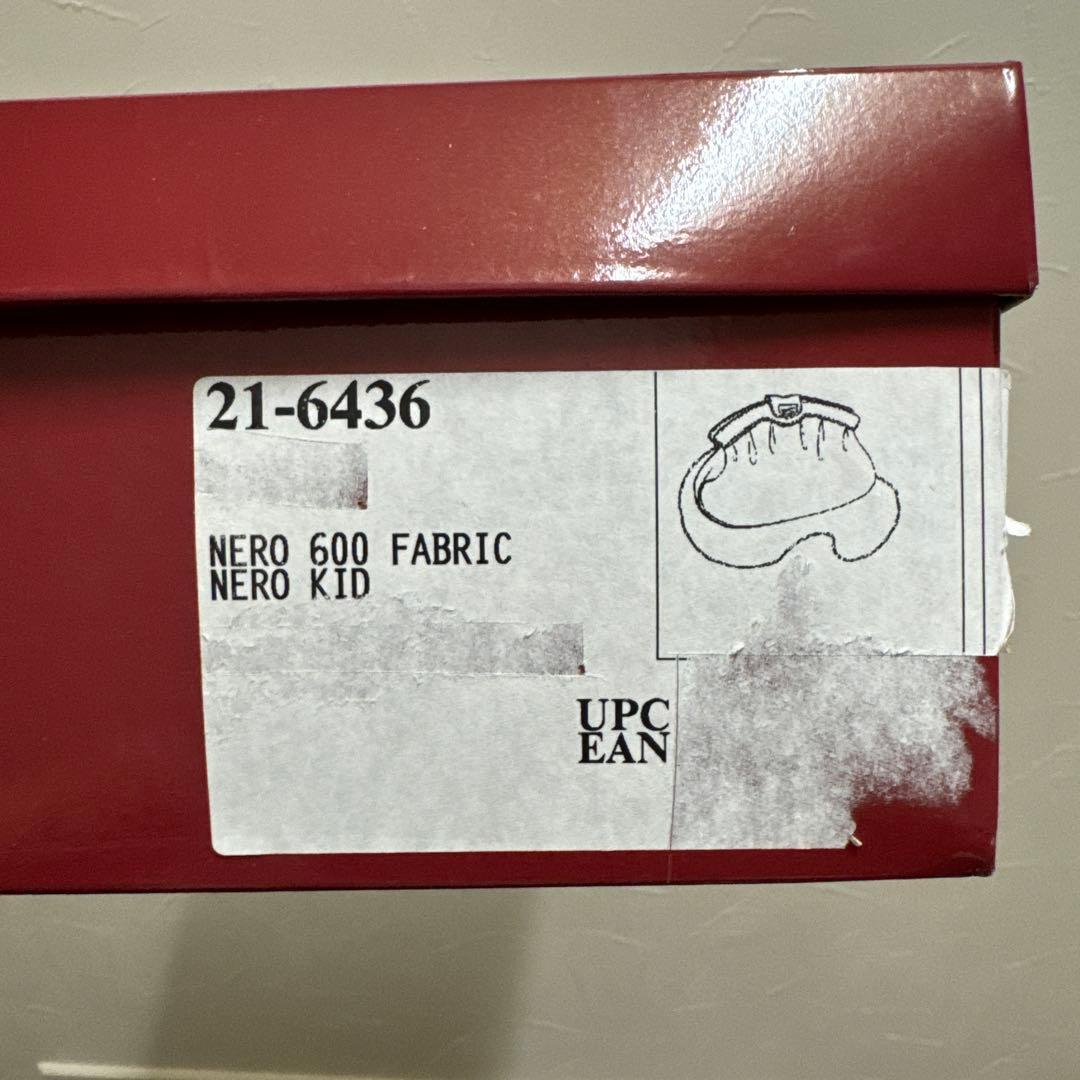 21-6436
NERO 600 FABRIC
NERO KID
UPC
EAN